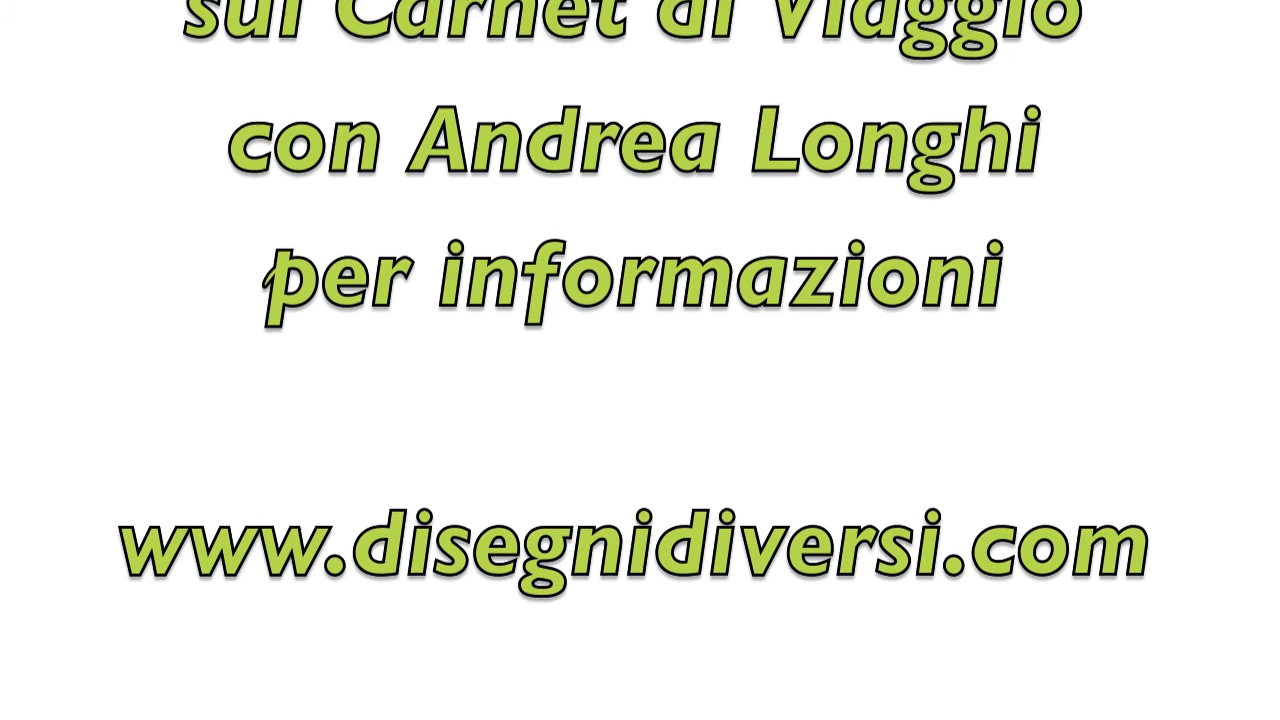 sul Carnet di Viaggio
con Andrea Longhi
per informazioni
www.disegnidiversi.com